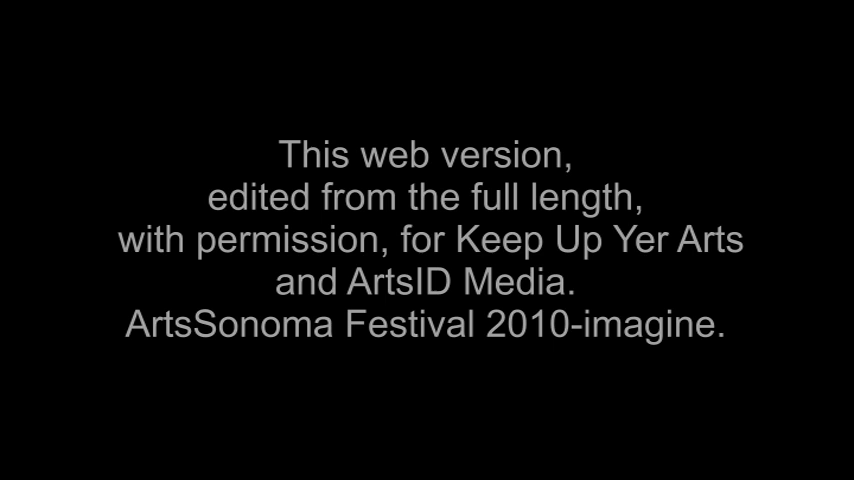 This web version,
edited from the full length,
with permission, for Keep Up Yer Arts
and ArtsID Media.
ArtsSonoma Festival 2010-imagine.